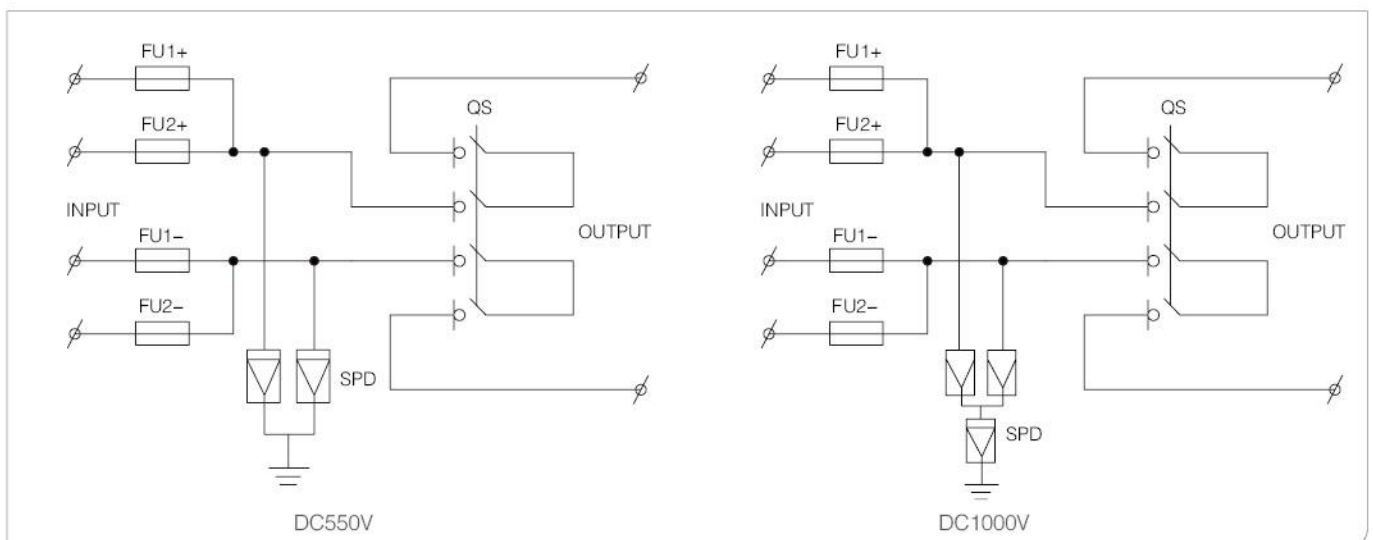 FU1+
FU2+
INPUT
FU1−
FU2−
QS
OUTPUT
SPD
DC550V
FU1+
FU2+
INPUT
FU1−
FU2−
QS
OUTPUT
SPD
DC1000V